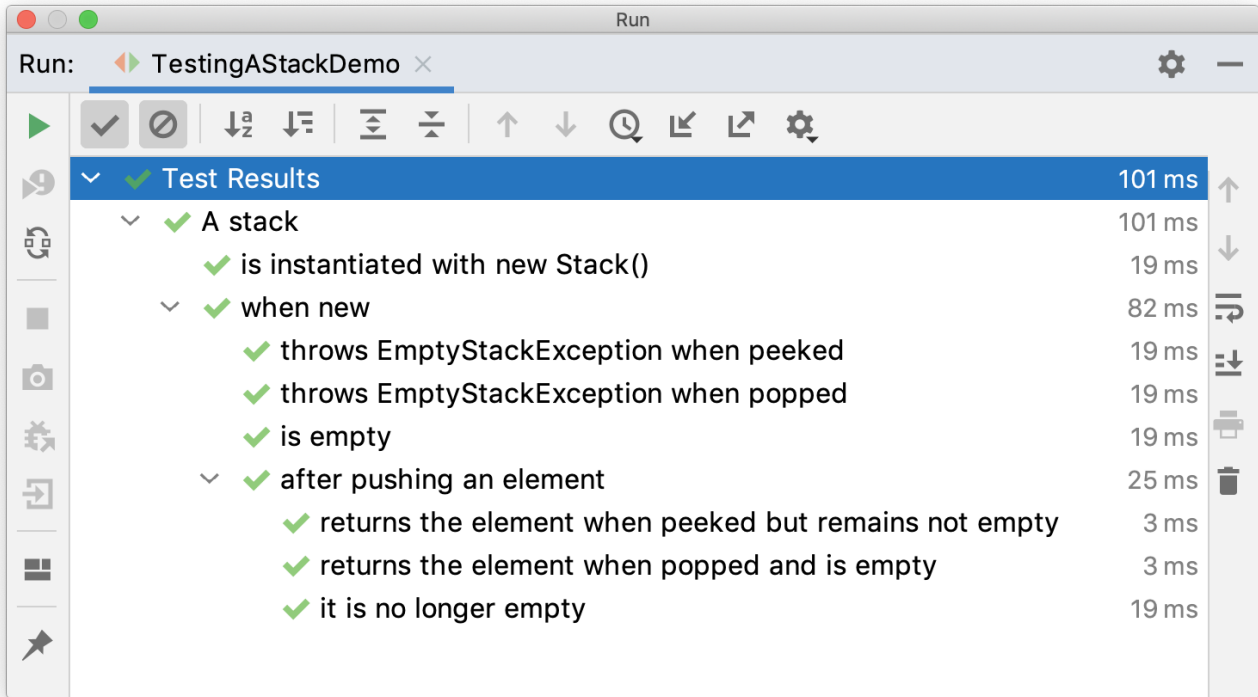 Run
Run: TestingAStackDemo
Test Results 101 ms
A stack 101 ms
is instantiated with new Stack() 19 ms
when new 82 ms
throws EmptyStackException when peeked 19 ms
throws EmptyStackException when popped 19 ms
is empty 19 ms
after pushing an element 25 ms
returns the element when peeked but remains not empty 3 ms
returns the element when popped and is empty 3 ms
it is no longer empty 19 ms